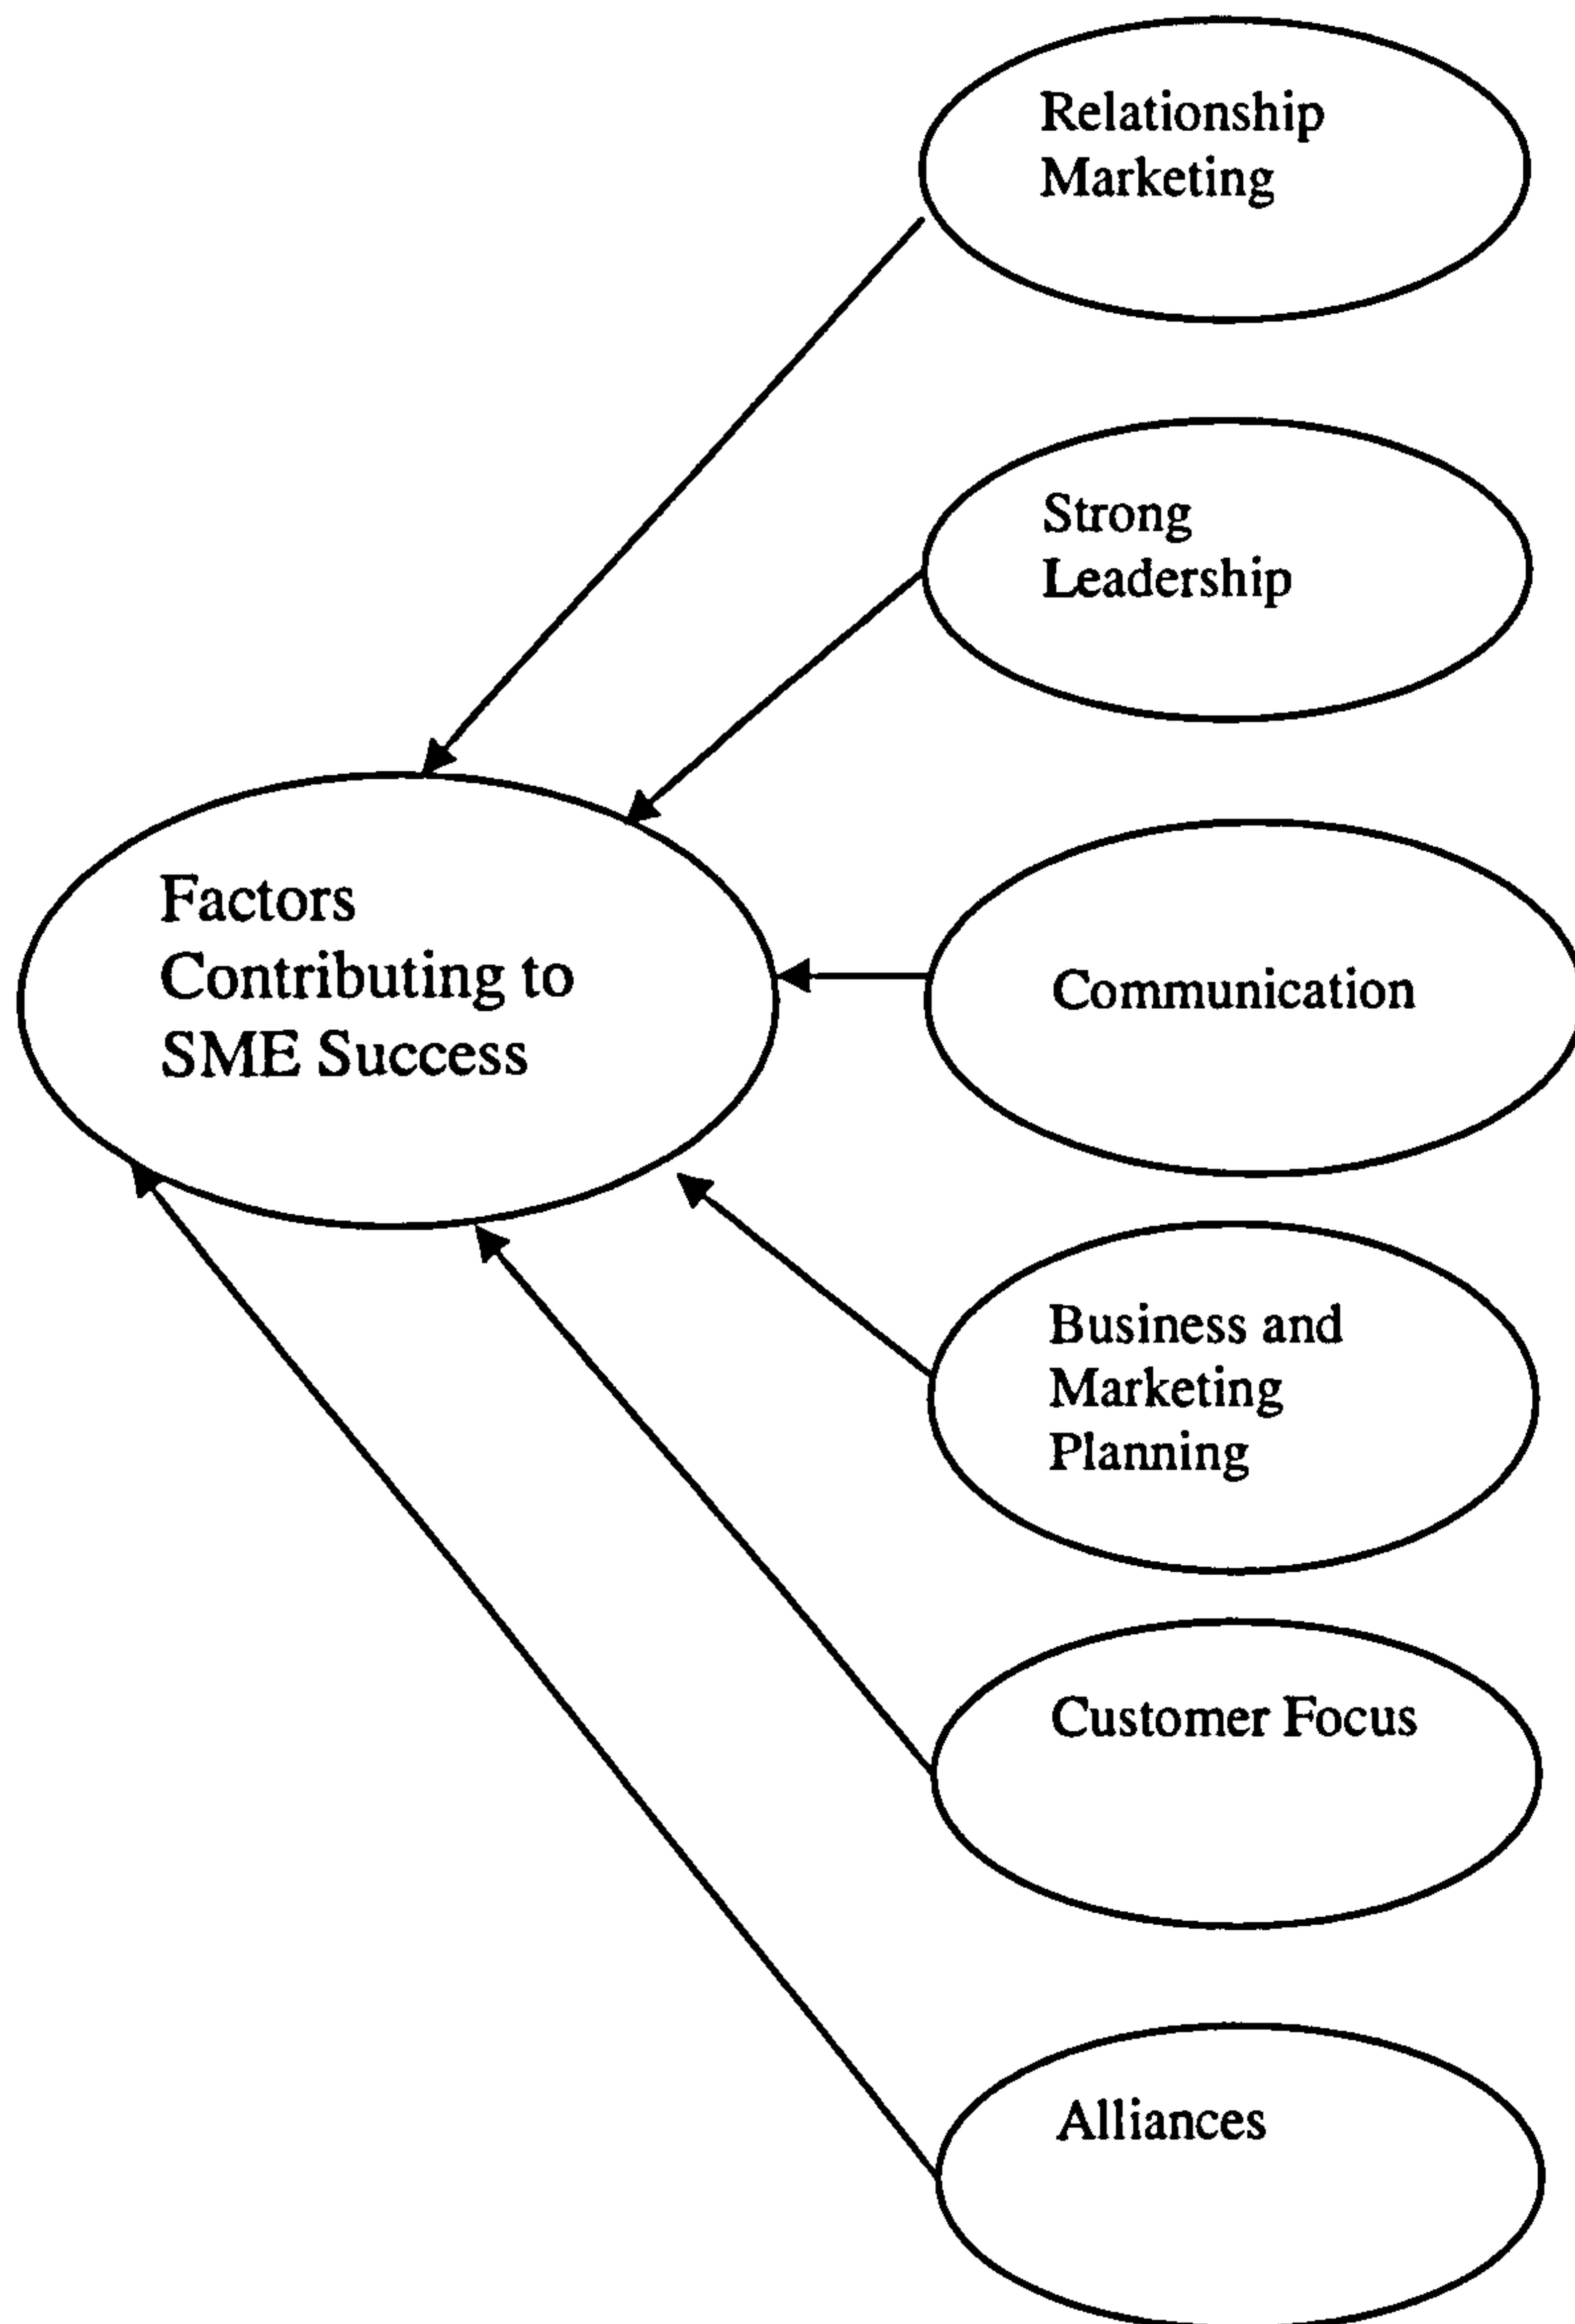 Relationship
Marketing
Strong
Leadership
Factors
Contributing to
SME Success
Communication
Business and
Marketing
Planning
Customer Focus
Alliances